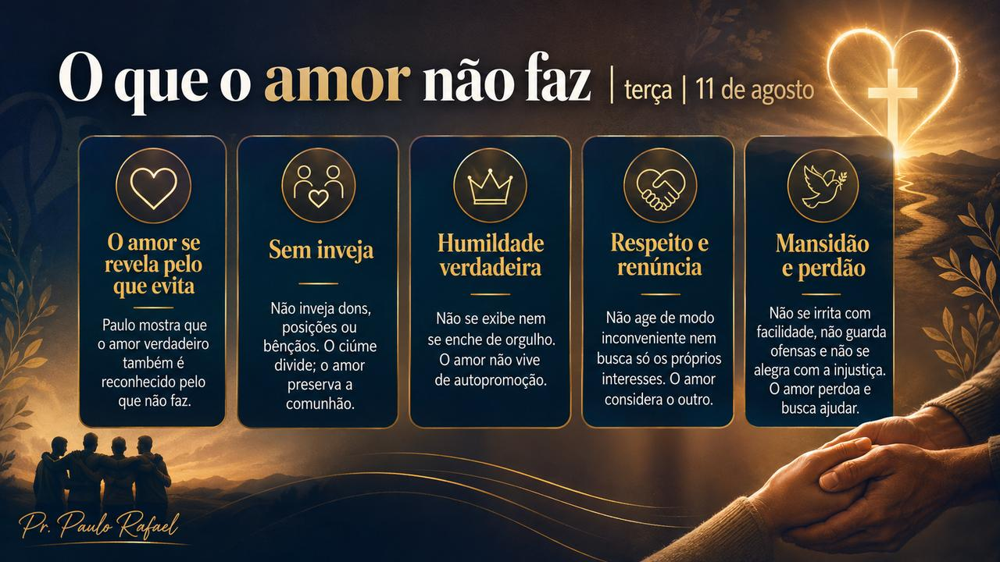 O que o amor não faz | terça | 11 de agosto
O amor se
revela pelo
que evita
Paulo mostra que
o amor verdadeiro
também é
reconhecido pelo
que não faz.
Sem inveja
Não inveja dons,
posições ou
bênçãos. O ciúme
divide; o amor
preserva a
comunhão.
Humildade
verdadeira
Não se exibe nem
se enche de orgulho.
O amor não vive
de autopromoção.
Respeito e
renúncia
Não age de modo
inconveniente nem
busca só os próprios
interesses. O amor
considera o outro.
Mansidão
e perdão
Não se irrita com
facilidade, não guarda
ofensas e não se
alegra com a injustiça.
O amor perdoa e
busca ajudar.
Pr. Paulo Rafael